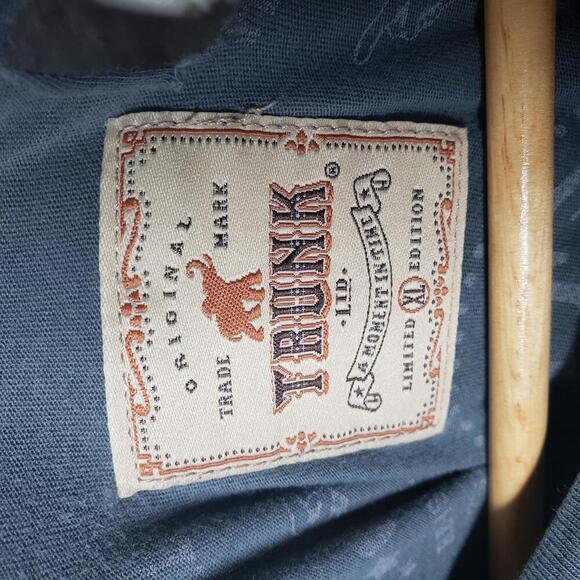 ORIGINAL
TRADE MARK
TRUNK®
·LTD·
A MOMENT IN TIME
LIMITED XL EDITION